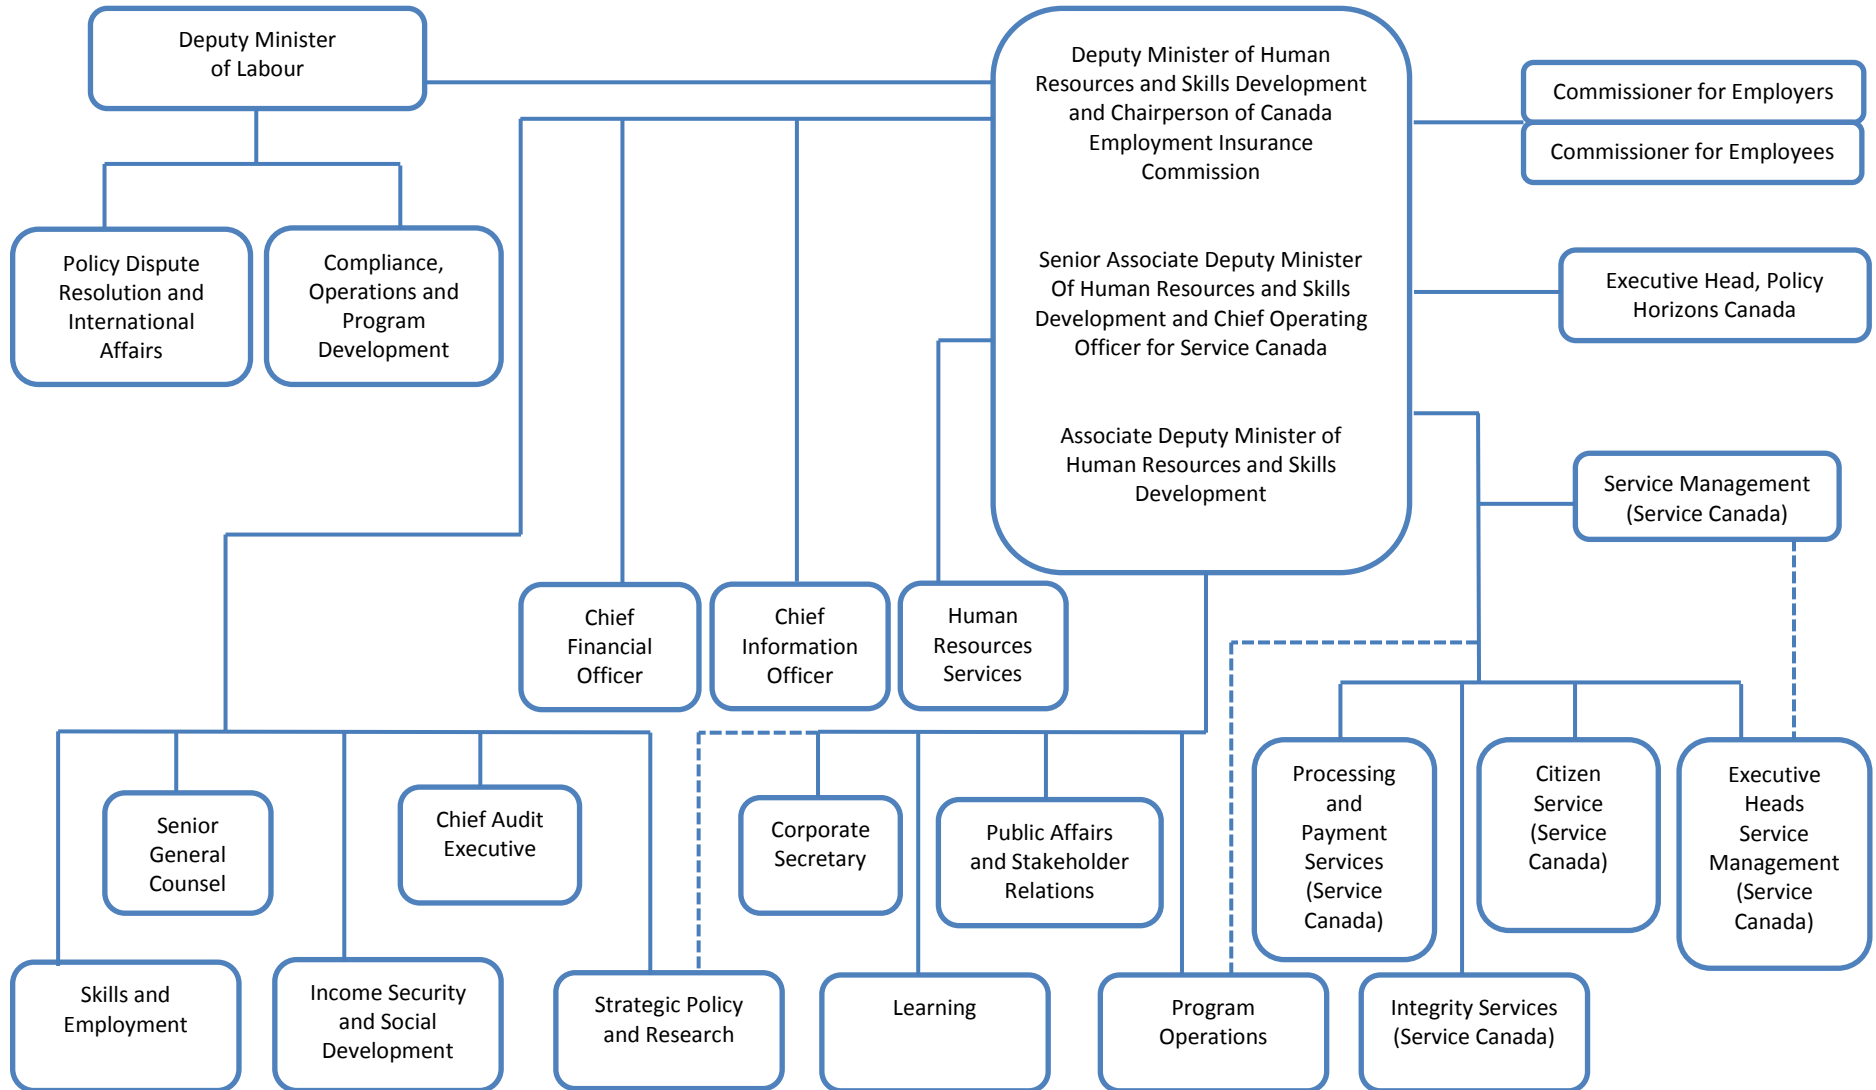 Deputy Minister
of Labour
Deputy Minister of Human
Resources and Skills Development
and Chairperson of Canada
Employment Insurance
Commission
Senior Associate Deputy Minister
Of Human Resources and Skills
Development and Chief Operating
Officer for Service Canada
Associate Deputy Minister of
Human Resources and Skills
Development
Commissioner for Employers
Commissioner for Employees
Policy Dispute
Resolution and
International
Affairs
Compliance,
Operations and
Program
Development
Executive Head, Policy
Horizons Canada
Service Management
(Service Canada)
Chief
Financial
Officer
Chief
Information
Officer
Human
Resources
Services
Senior
General
Counsel
Chief Audit
Executive
Corporate
Secretary
Public Affairs
and Stakeholder
Relations
Processing
and
Payment
Services
(Service
Canada)
Citizen
Service
(Service
Canada)
Executive
Heads
Service
Management
(Service
Canada)
Skills and
Employment
Income Security
and Social
Development
Strategic Policy
and Research
Learning
Program
Operations
Integrity Services
(Service Canada)